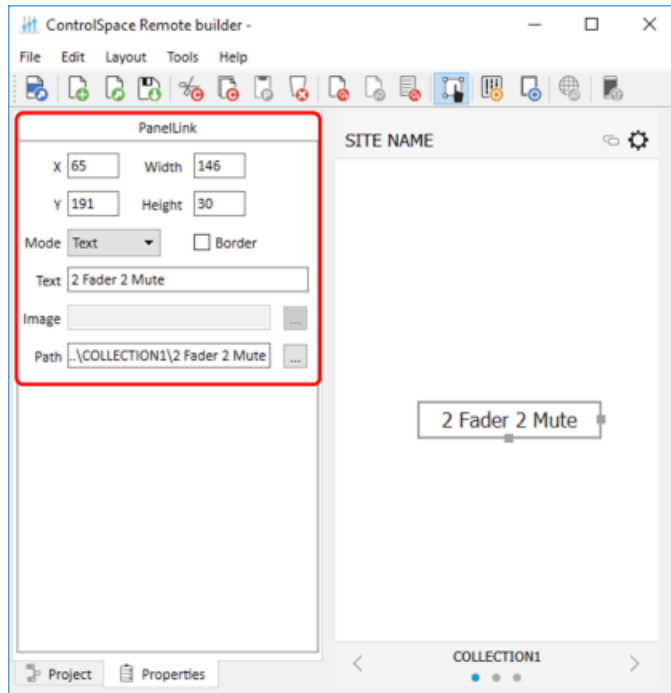 ControlSpace Remote builder -
File Edit Layout Tools Help
PanelLink
X 65 Width 146
Y 191 Height 30
Mode Text Border
Text 2 Fader 2 Mute
Image ...
Path ..\COLLECTION1\2 Fader 2 Mute ...
Project Properties
SITE NAME
2 Fader 2 Mute
COLLECTION1